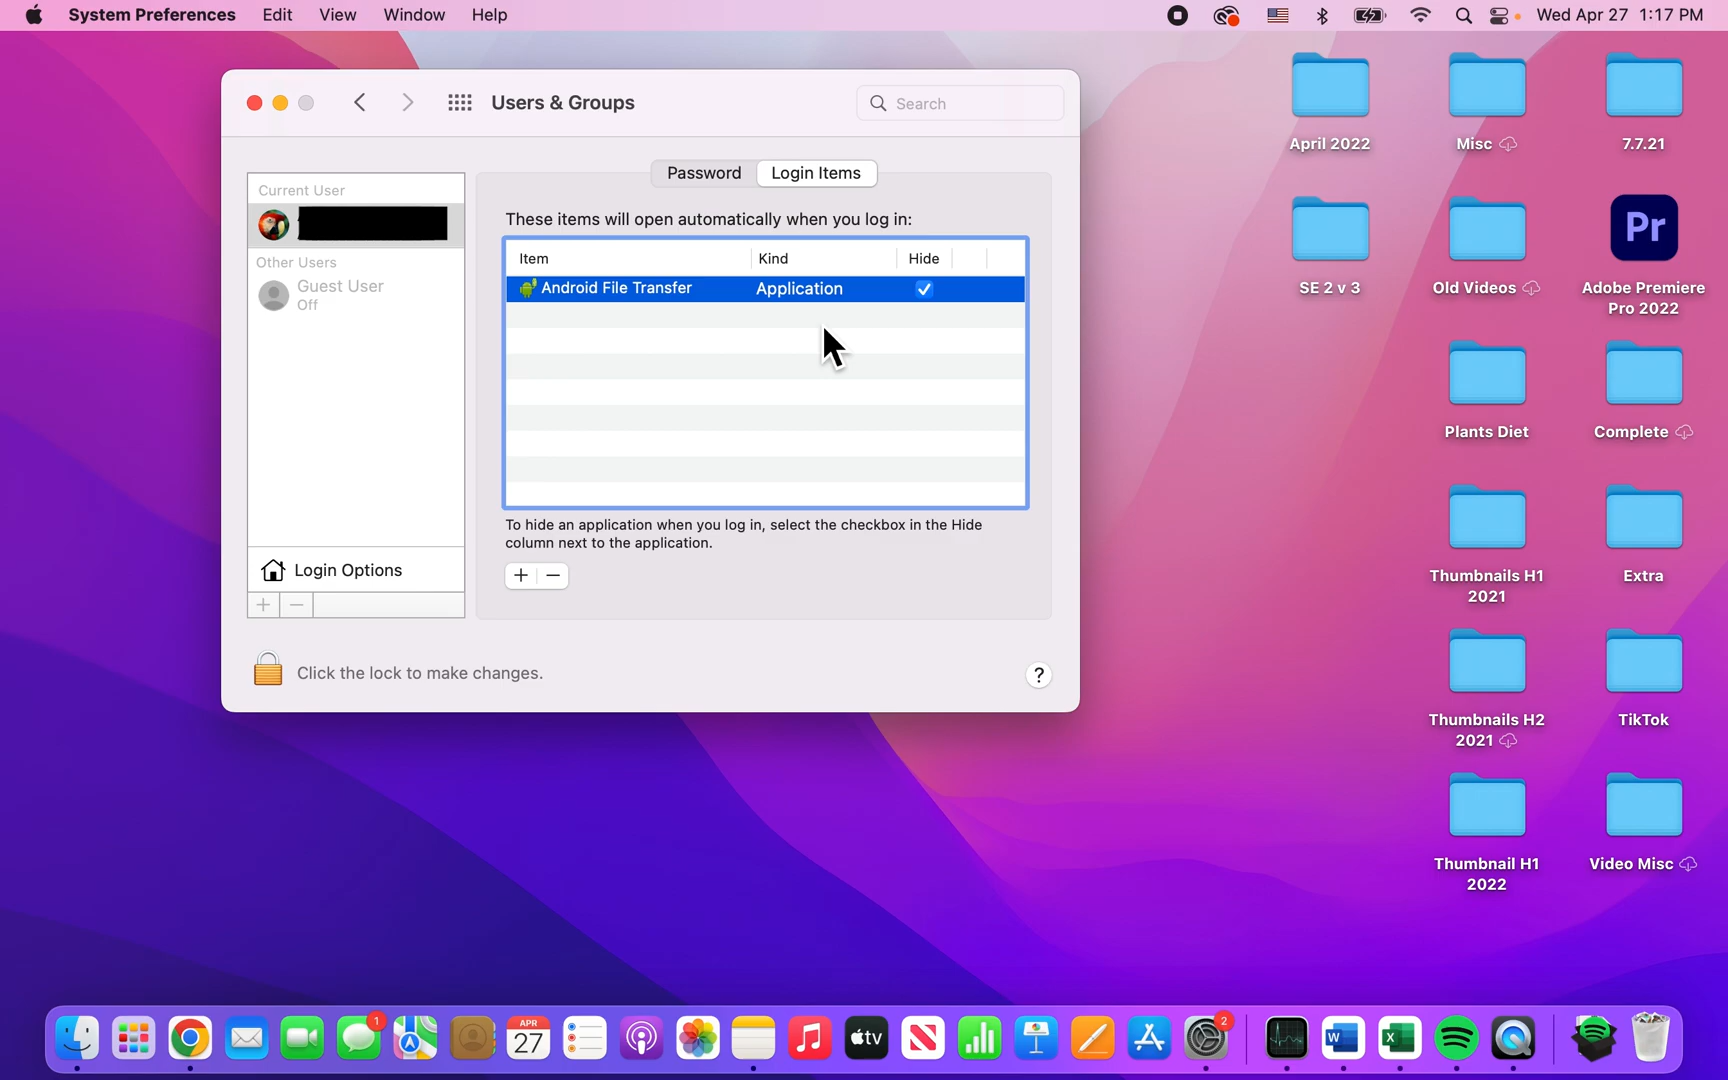 System Preferences Edit View Window Help Wed Apr 27 1:17 PM
Users & Groups
Search
Password Login Items
Current User
Other Users
Guest User
Off
Login Options
These items will open automatically when you log in:
Item Kind Hide
Android File Transfer Application
To hide an application when you log in, select the checkbox in the Hide
column next to the application.
+ −
+ −
Click the lock to make changes.
?
April 2022
Misc
7.7.21
SE 2 v 3
Old Videos
Pr
Adobe Premiere
Pro 2022
Plants Diet
Complete
Thumbnails H1
2021
Extra
Thumbnails H2
2021
TikTok
Thumbnail H1
2022
Video Misc
1
APR
27
tv
2
W
X